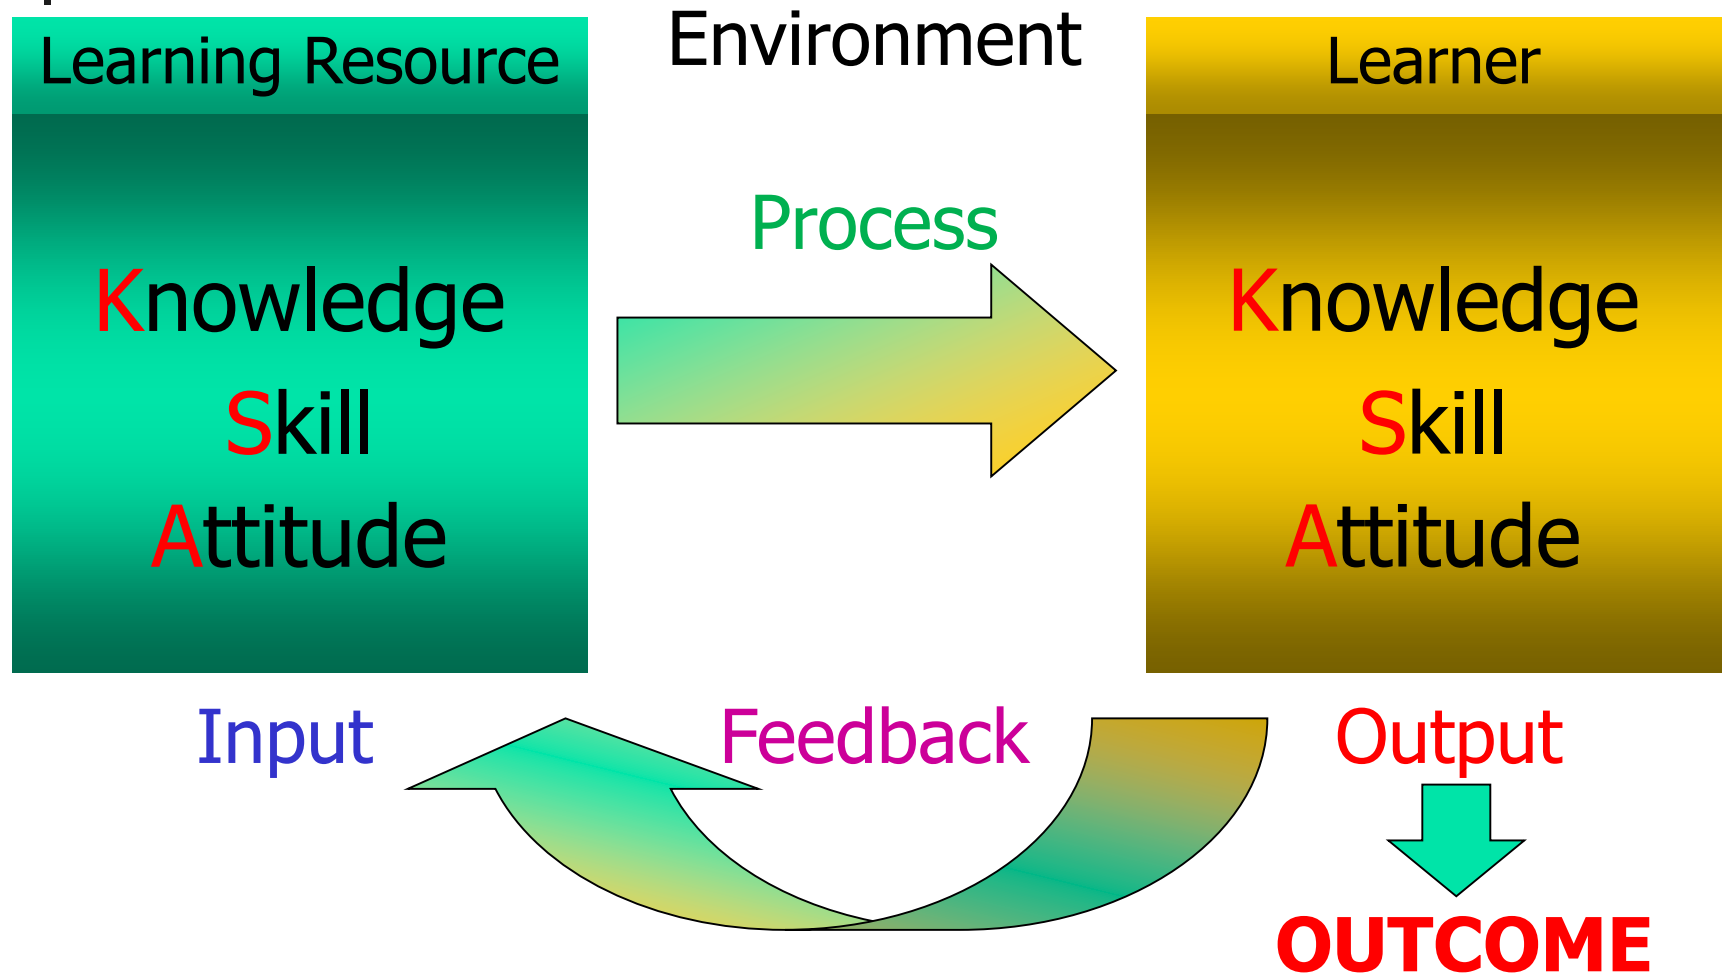 Environment
Learning Resource
Knowledge
Skill
Attitude
Input
Process
Feedback
Learner
Knowledge
Skill
Attitude
Output
OUTCOME